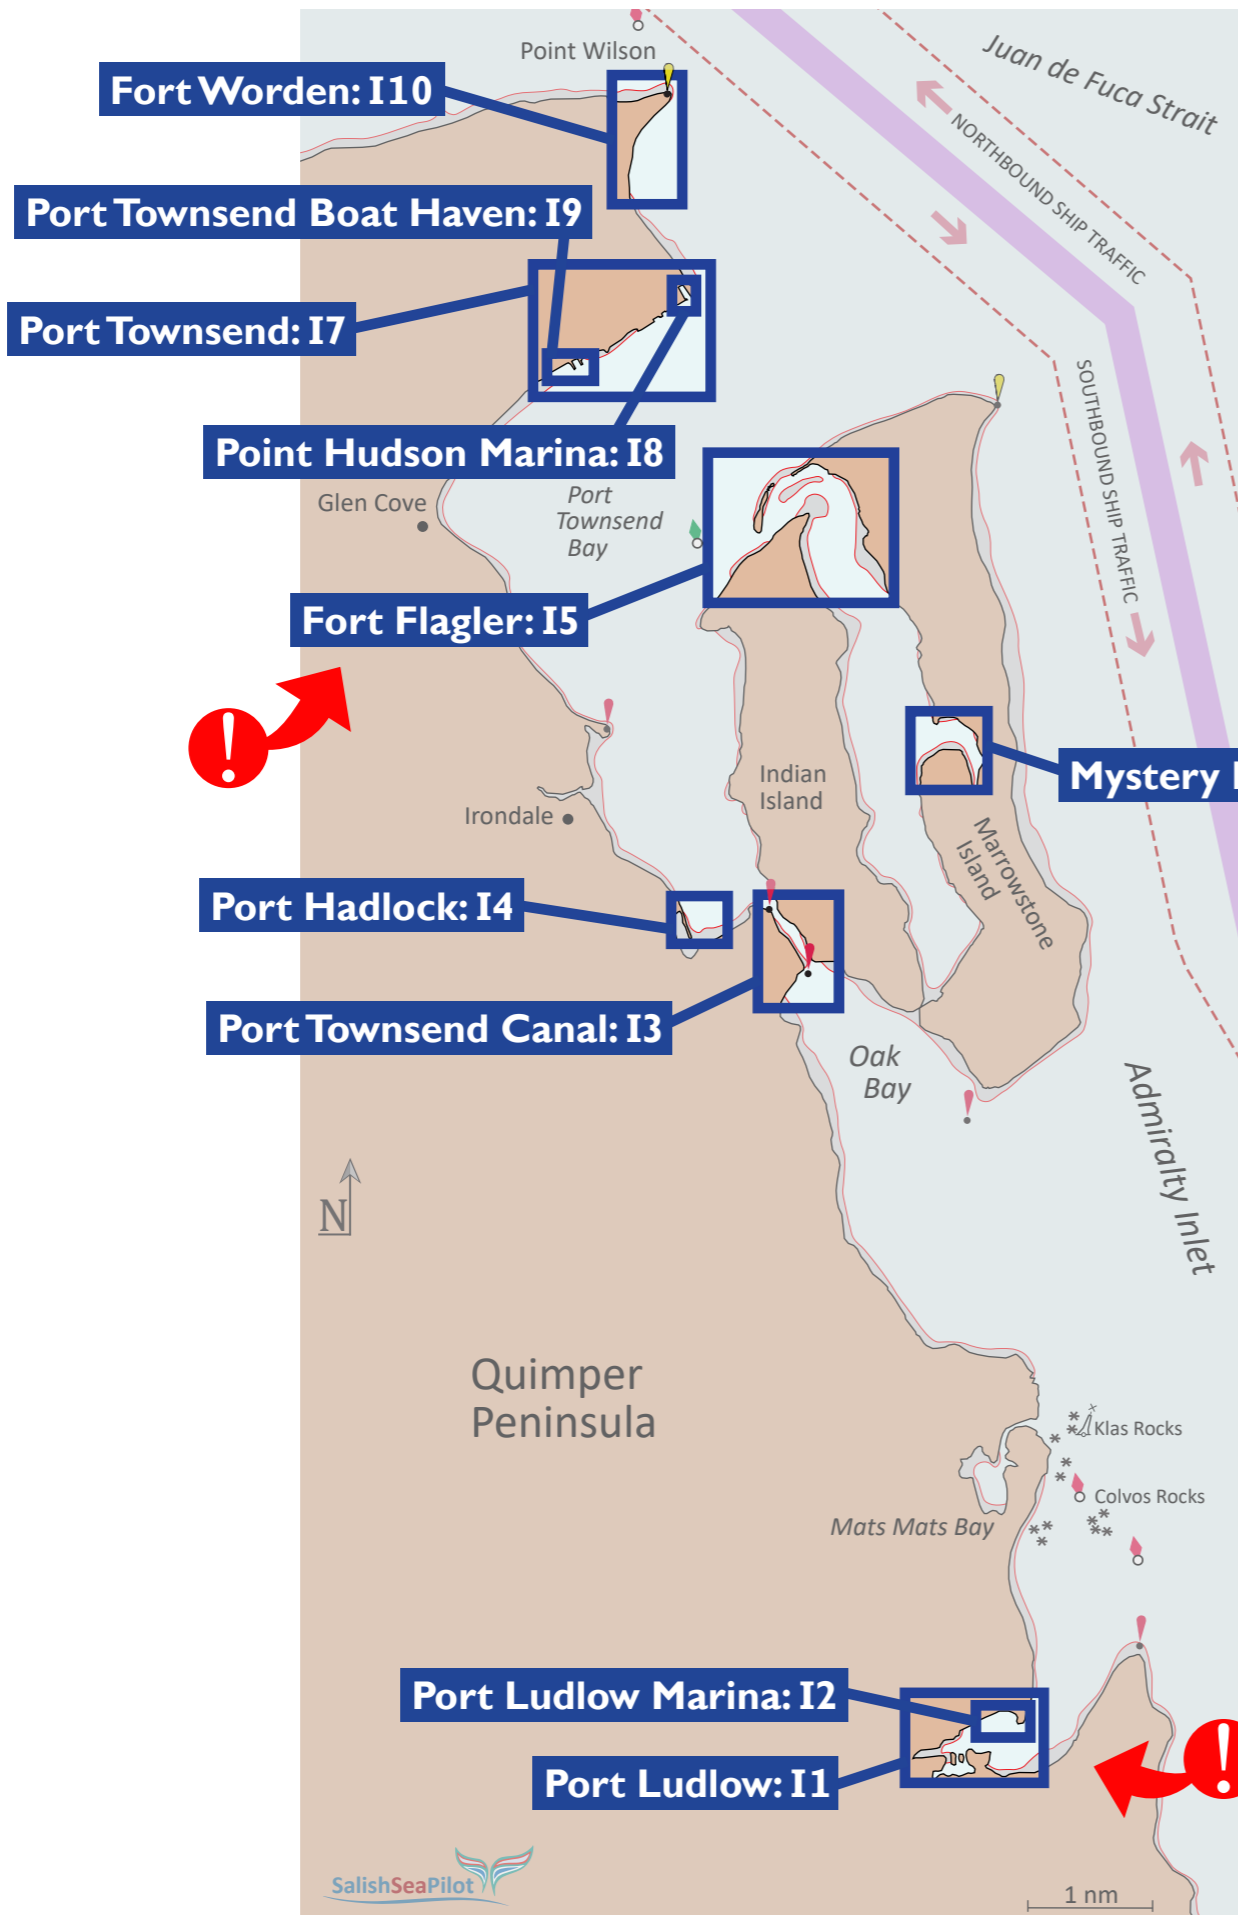 Point Wilson
Juan de Fuca Strait
Fort Worden: I10
NORTHBOUND SHIP TRAFFIC
Port Townsend Boat Haven: I9
Port Townsend: I7
SOUTHBOUND SHIP TRAFFIC
Point Hudson Marina: I8
Glen Cove
Port
Townsend
Bay
Fort Flagler: I5
!
Indian
Island
Mystery
Irondale
Marrowstone
Island
Port Hadlock: I4
Port Townsend Canal: I3
Oak
Bay
Admiralty Inlet
N
Quimper
Peninsula
Klas Rocks
Colvos Rocks
Mats Mats Bay
Port Ludlow Marina: I2
!
Port Ludlow: I1
SalishSeaPilot
1 nm